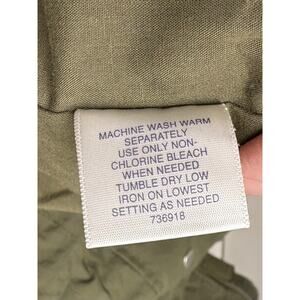 MACHINE WASH WARM
SEPARATELY
USE ONLY NON-
CHLORINE BLEACH
WHEN NEEDED
TUMBLE DRY LOW
IRON ON LOWEST
SETTING AS NEEDED
736918